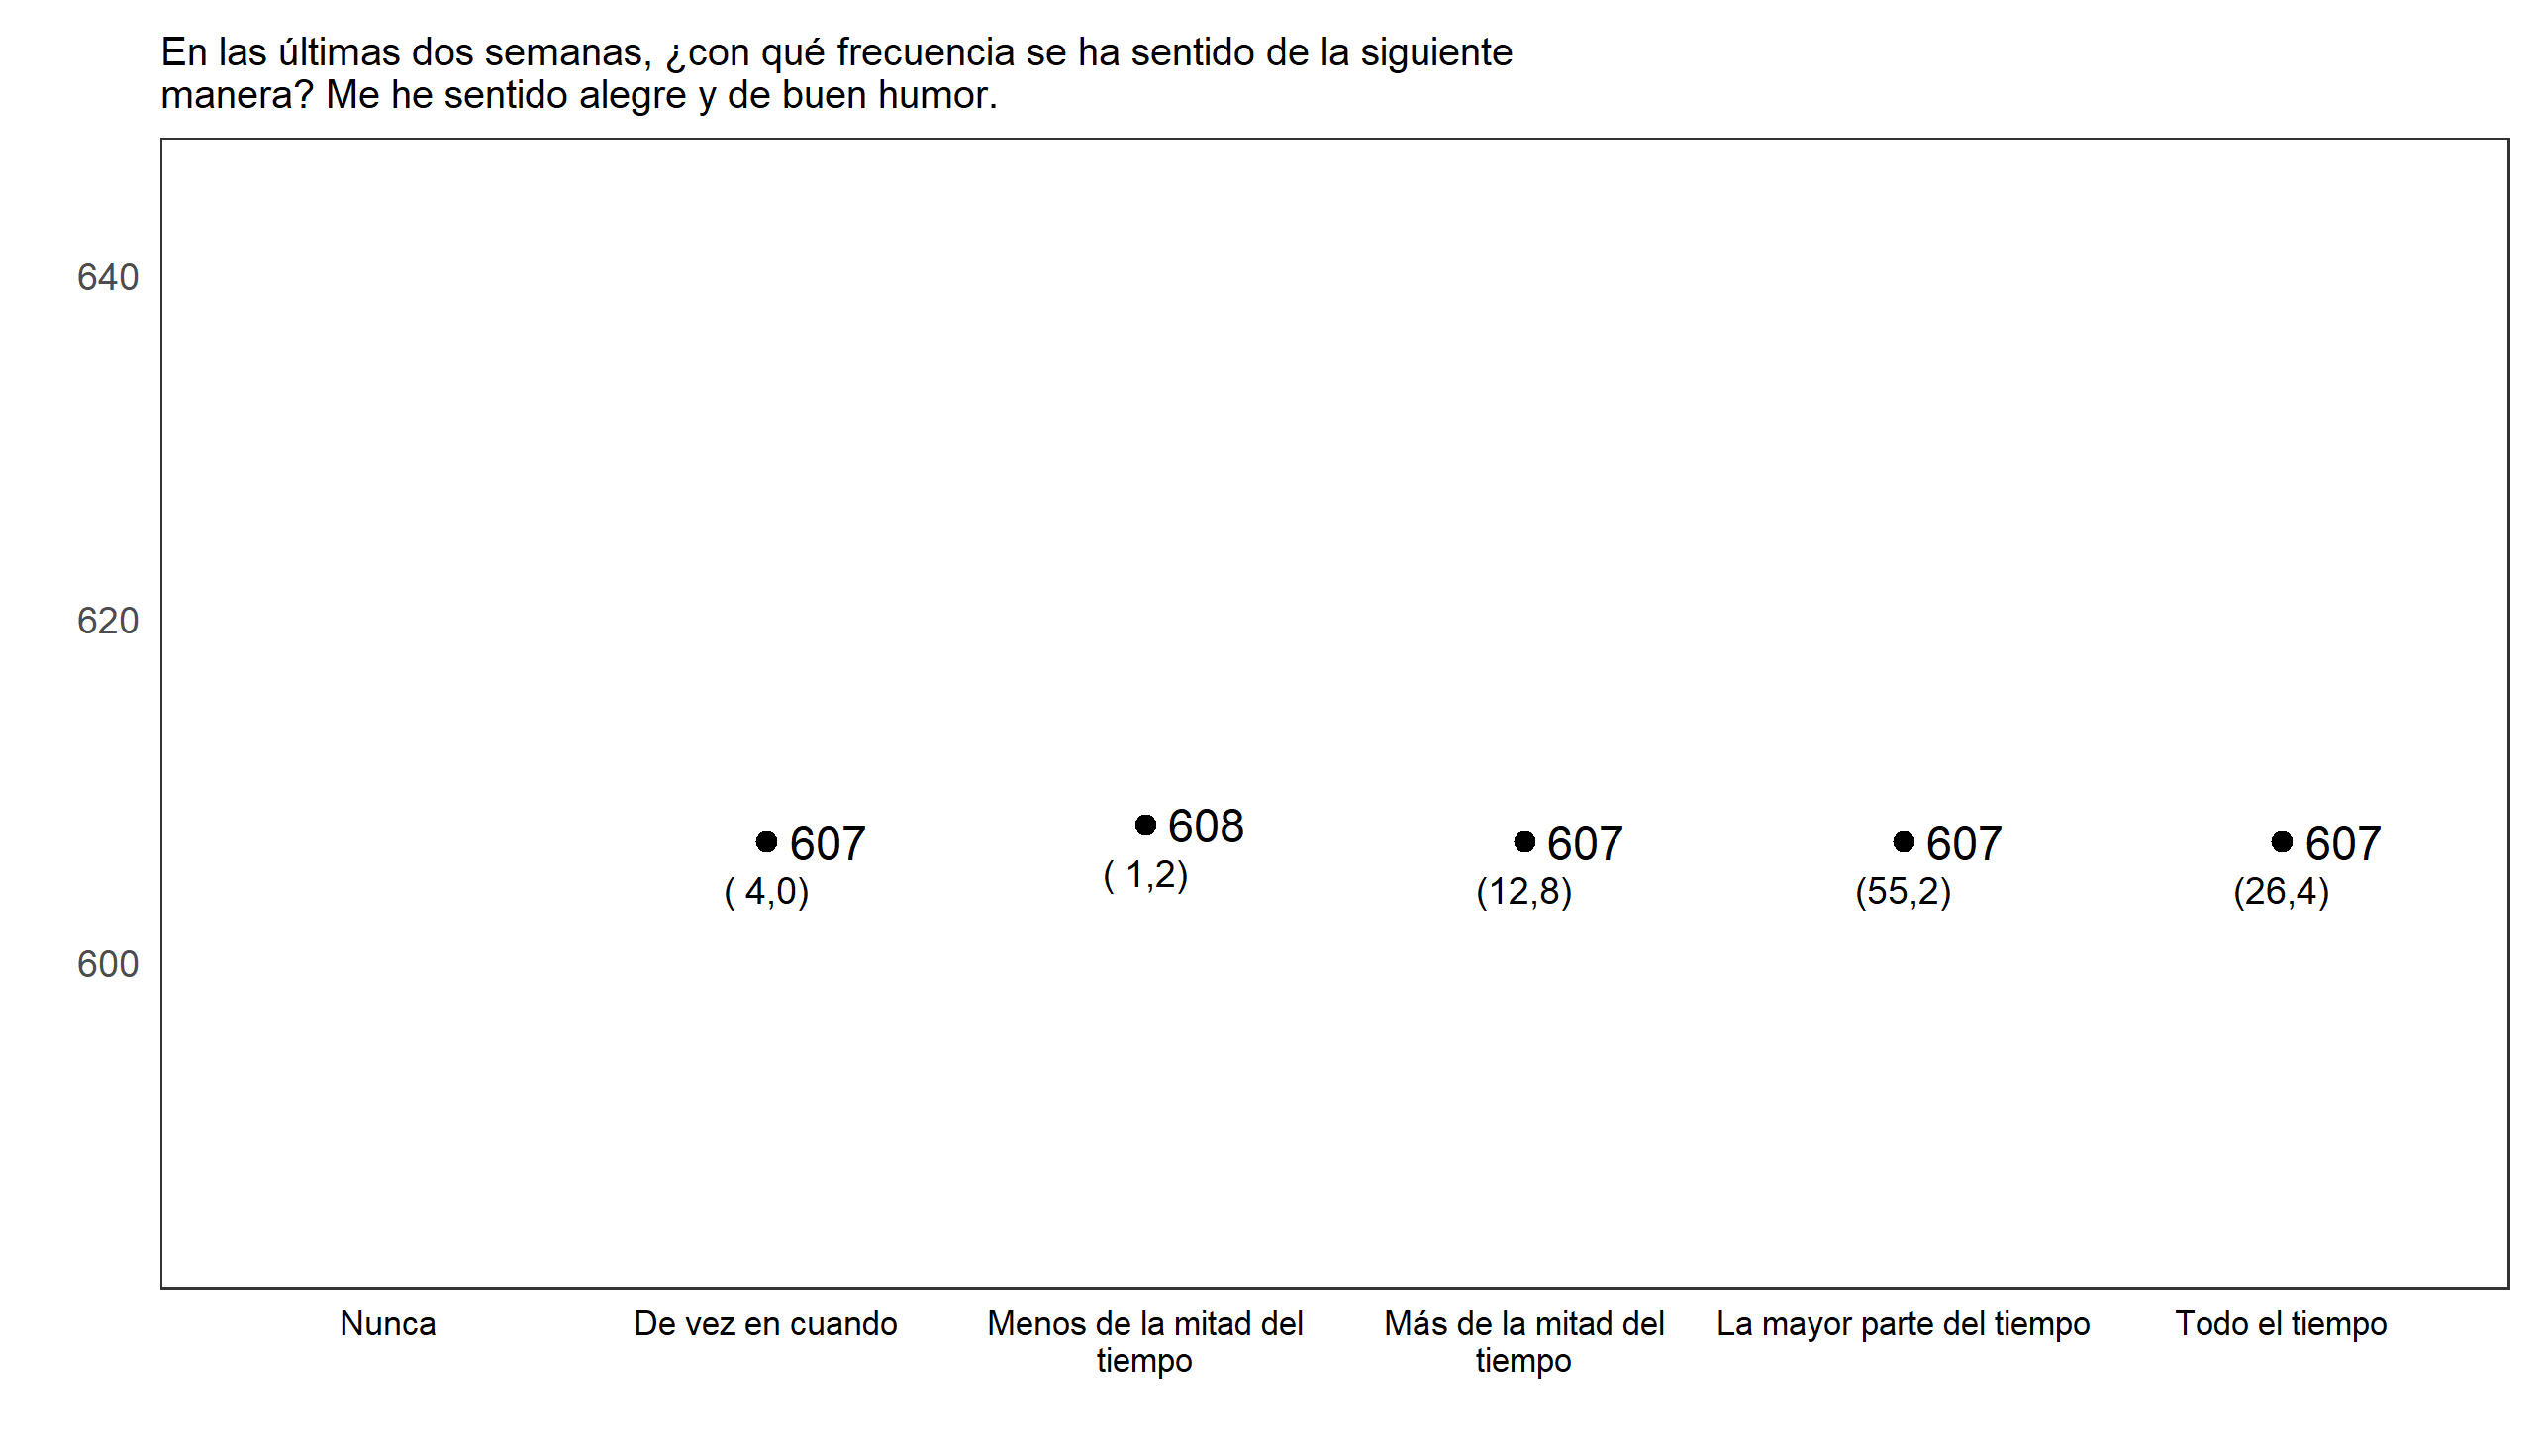 En las últimas dos semanas, ¿con qué frecuencia se ha sentido de la siguiente
manera? Me he sentido alegre y de buen humor.
640
620
600
607
( 4,0)
608
( 1,2)
607
(12,8)
607
(55,2)
607
(26,4)
Nunca
De vez en cuando
Menos de la mitad del
tiempo
Más de la mitad del
tiempo
La mayor parte del tiempo
Todo el tiempo